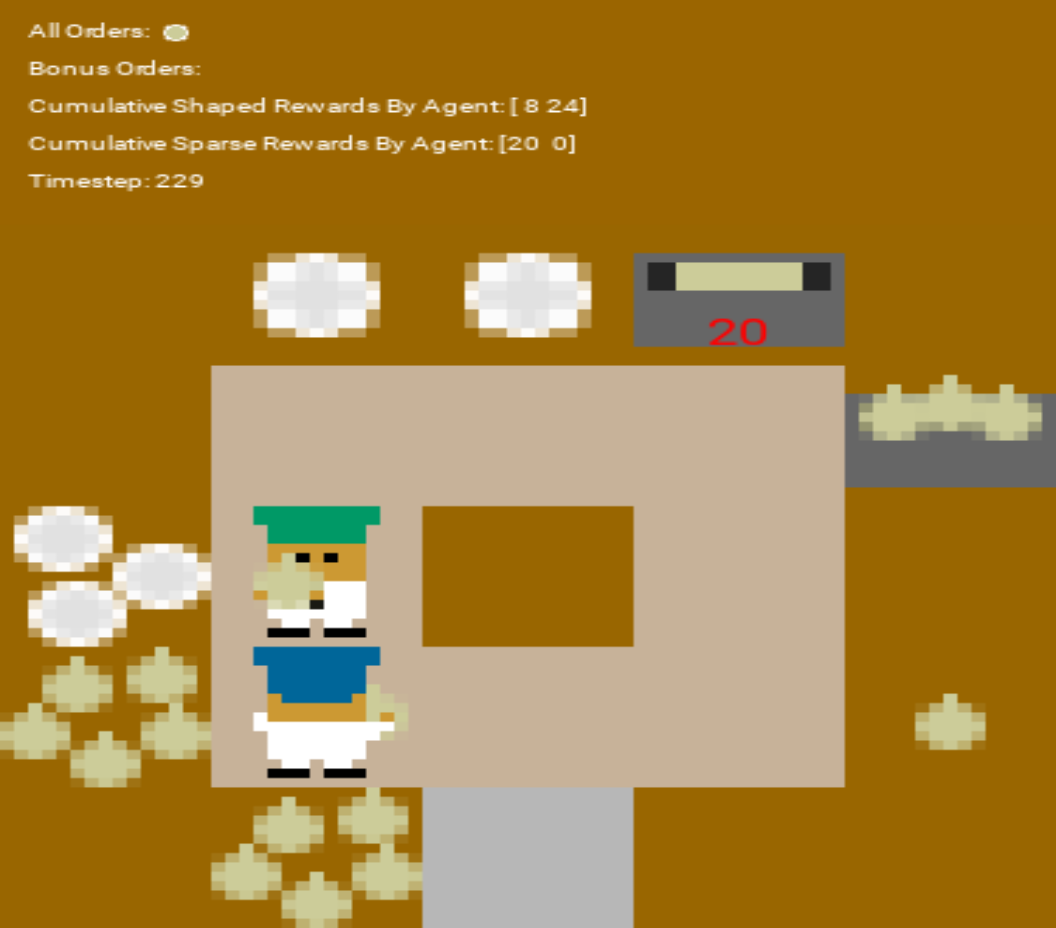 All Orders:
Bonus Orders:
Cumulative Shaped Rewards By Agent: [ 8 24]
Cumulative Sparse Rewards By Agent: [20  0]
Timestep: 229
20